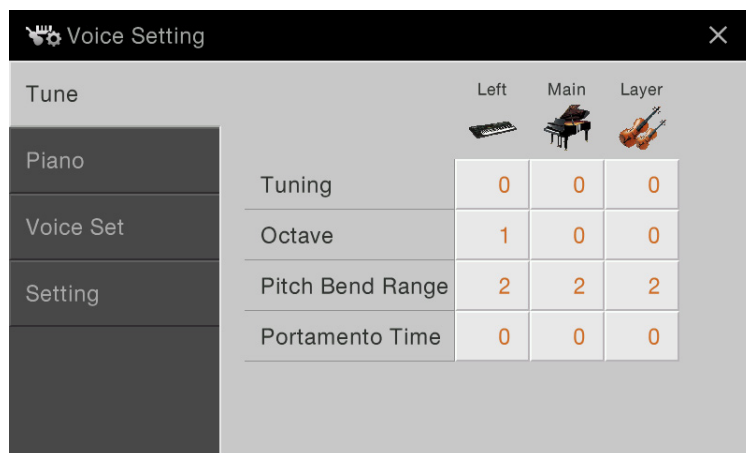 Voice Setting
Tune
Piano
Voice Set
Setting
Left Main Layer
Tuning 0 0 0
Octave 1 0 0
Pitch Bend Range 2 2 2
Portamento Time 0 0 0